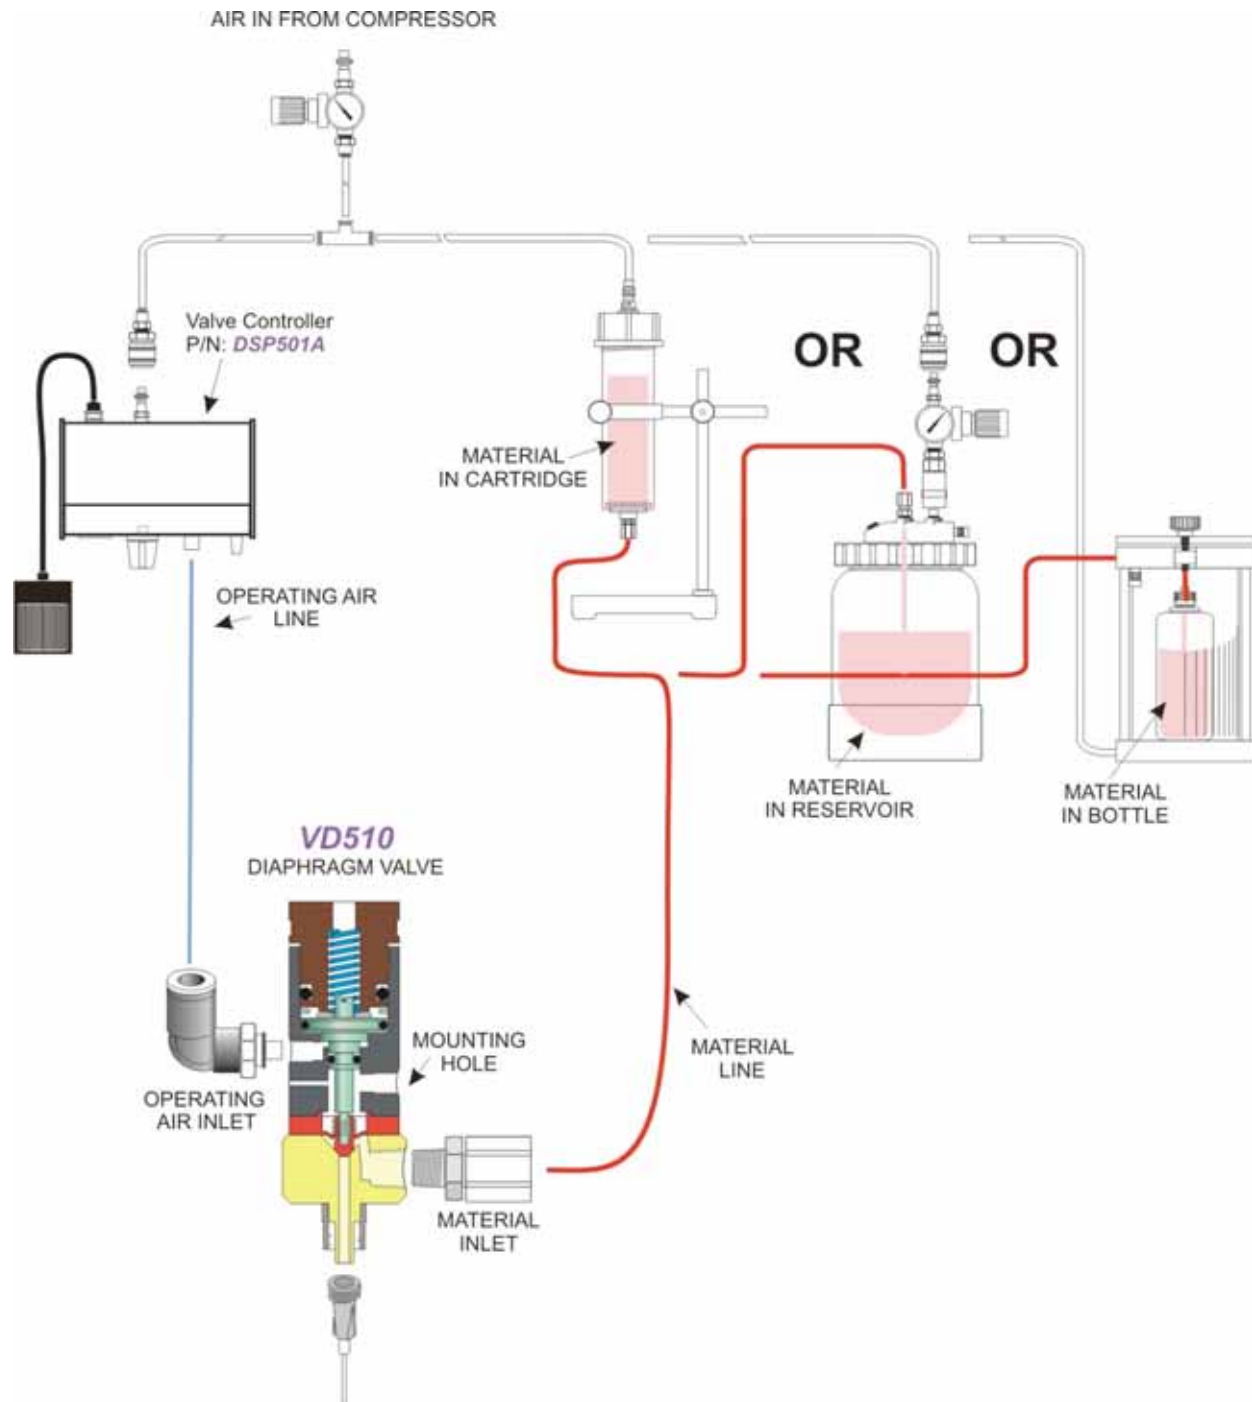 AIR IN FROM COMPRESSOR
Valve Controller
P/N: DSP501A
OR
OR
MATERIAL
IN CARTRIDGE
OPERATING AIR
LINE
MATERIAL
IN RESERVOIR
MATERIAL
IN BOTTLE
VD510
DIAPHRAGM VALVE
MOUNTING
HOLE
MATERIAL
LINE
OPERATING
AIR INLET
MATERIAL
INLET